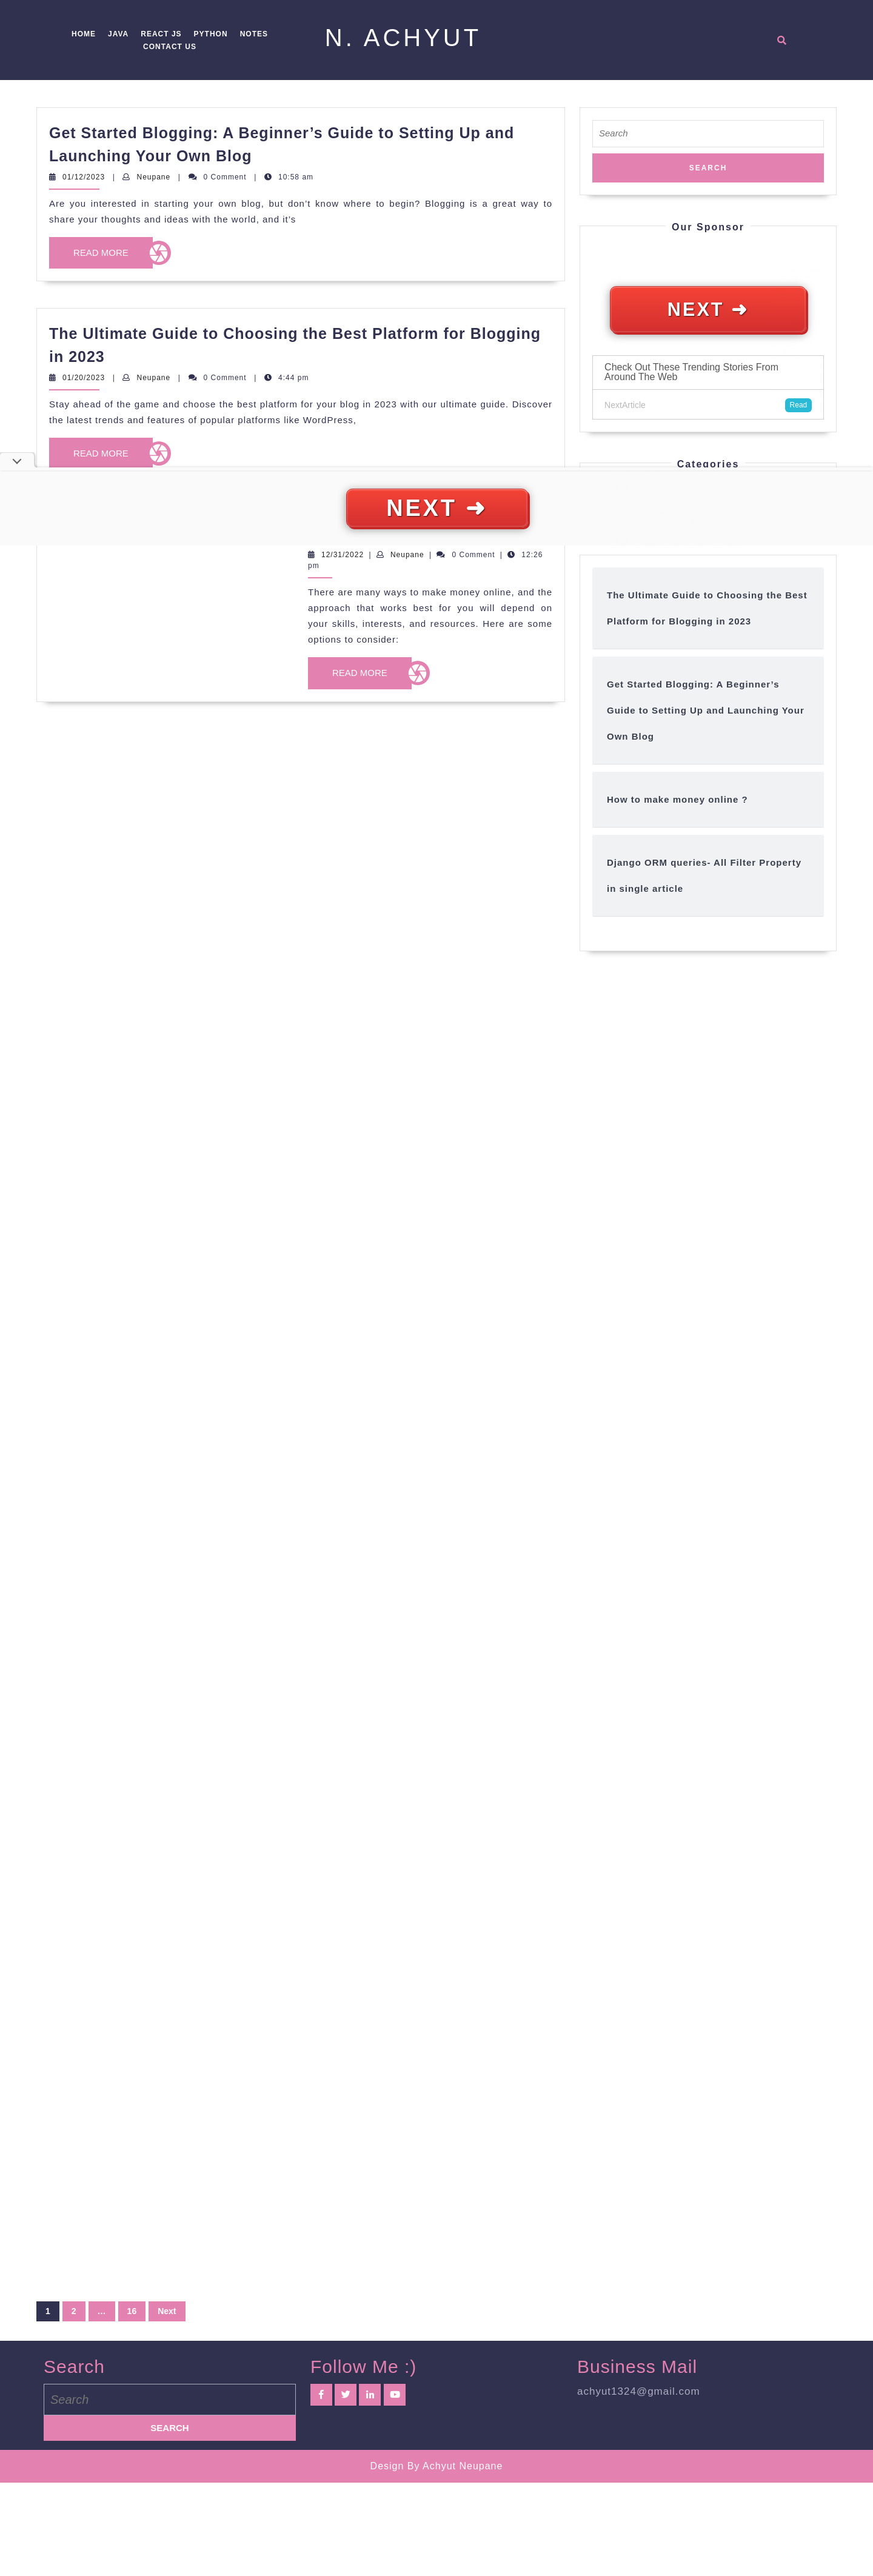 HOME JAVA REACT JS PYTHON NOTES
CONTACT US
N. ACHYUT
Get Started Blogging: A Beginner’s Guide to Setting Up and
Launching Your Own Blog
01/12/2023 | Neupane | 0 Comment | 10:58 am
Are you interested in starting your own blog, but don’t know where to begin? Blogging is a great way to
share your thoughts and ideas with the world, and it’s
READ MORE
The Ultimate Guide to Choosing the Best Platform for Blogging
in 2023
01/20/2023 | Neupane | 0 Comment | 4:44 pm
Stay ahead of the game and choose the best platform for your blog in 2023 with our ultimate guide. Discover
the latest trends and features of popular platforms like WordPress,
READ MORE
NEXT ➜
12/31/2022 | Neupane | 0 Comment | 12:26
pm
There are many ways to make money online, and the
approach that works best for you will depend on
your skills, interests, and resources. Here are some
options to consider:
READ MORE
Search
SEARCH
Our Sponsor
NEXT ➜
Check Out These Trending Stories From
Around The Web
NextArticle
Read
Categories
The Ultimate Guide to Choosing the Best
Platform for Blogging in 2023
Get Started Blogging: A Beginner’s
Guide to Setting Up and Launching Your
Own Blog
How to make money online ?
Django ORM queries- All Filter Property
in single article
1 2 … 16 Next
Search
Search
SEARCH
Follow Me :)
Business Mail
achyut1324@gmail.com
Design By Achyut Neupane